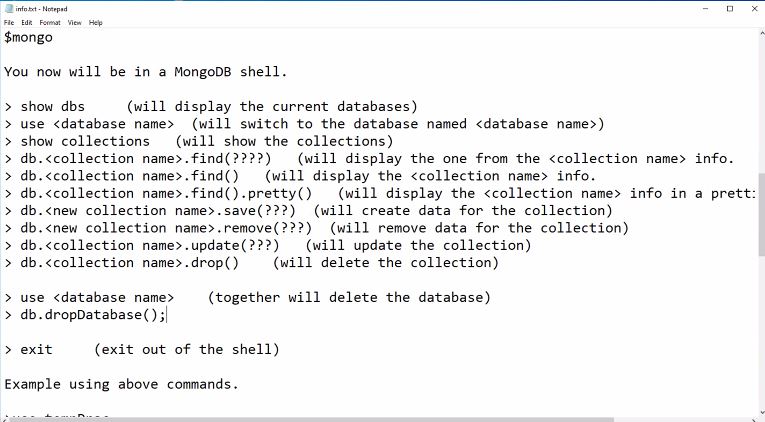 info.txt - Notepad
File Edit Format View Help
$mongo
You now will be in a MongoDB shell.
> show dbs     (will display the current databases)
> use <database name>  (will switch to the database named <database name>)
> show collections   (will show the collections)
> db.<collection name>.find(????)   (will display the one from the <collection name> info.
> db.<collection name>.find()   (will display the <collection name> info.
> db.<collection name>.find().pretty()   (will display the <collection name> info in a pretti
> db.<new collection name>.save(???)  (will create data for the collection)
> db.<new collection name>.remove(???)  (will remove data for the collection)
> db.<collection name>.update(???)   (will update the collection)
> db.<collection name>.drop()    (will delete the collection)
> use <database name>    (together will delete the database)
> db.dropDatabase();
> exit     (exit out of the shell)
Example using above commands.